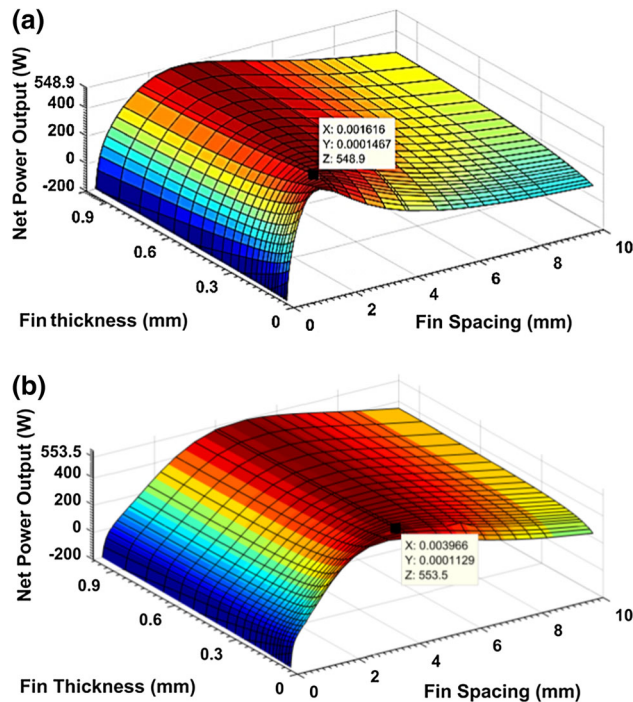 (a)
Net Power Output (W)
548.9
400
200
0
-200
0.9
0.6
0.3
0
0
2
4
6
8
10
Fin thickness (mm)
Fin Spacing (mm)
X: 0.001616
Y: 0.0001467
Z: 548.9
(b)
Net Power Output (W)
553.5
400
200
0
-200
0.9
0.6
0.3
0
0
2
4
6
8
10
Fin Thickness (mm)
Fin Spacing (mm)
X: 0.003966
Y: 0.0001129
Z: 553.5